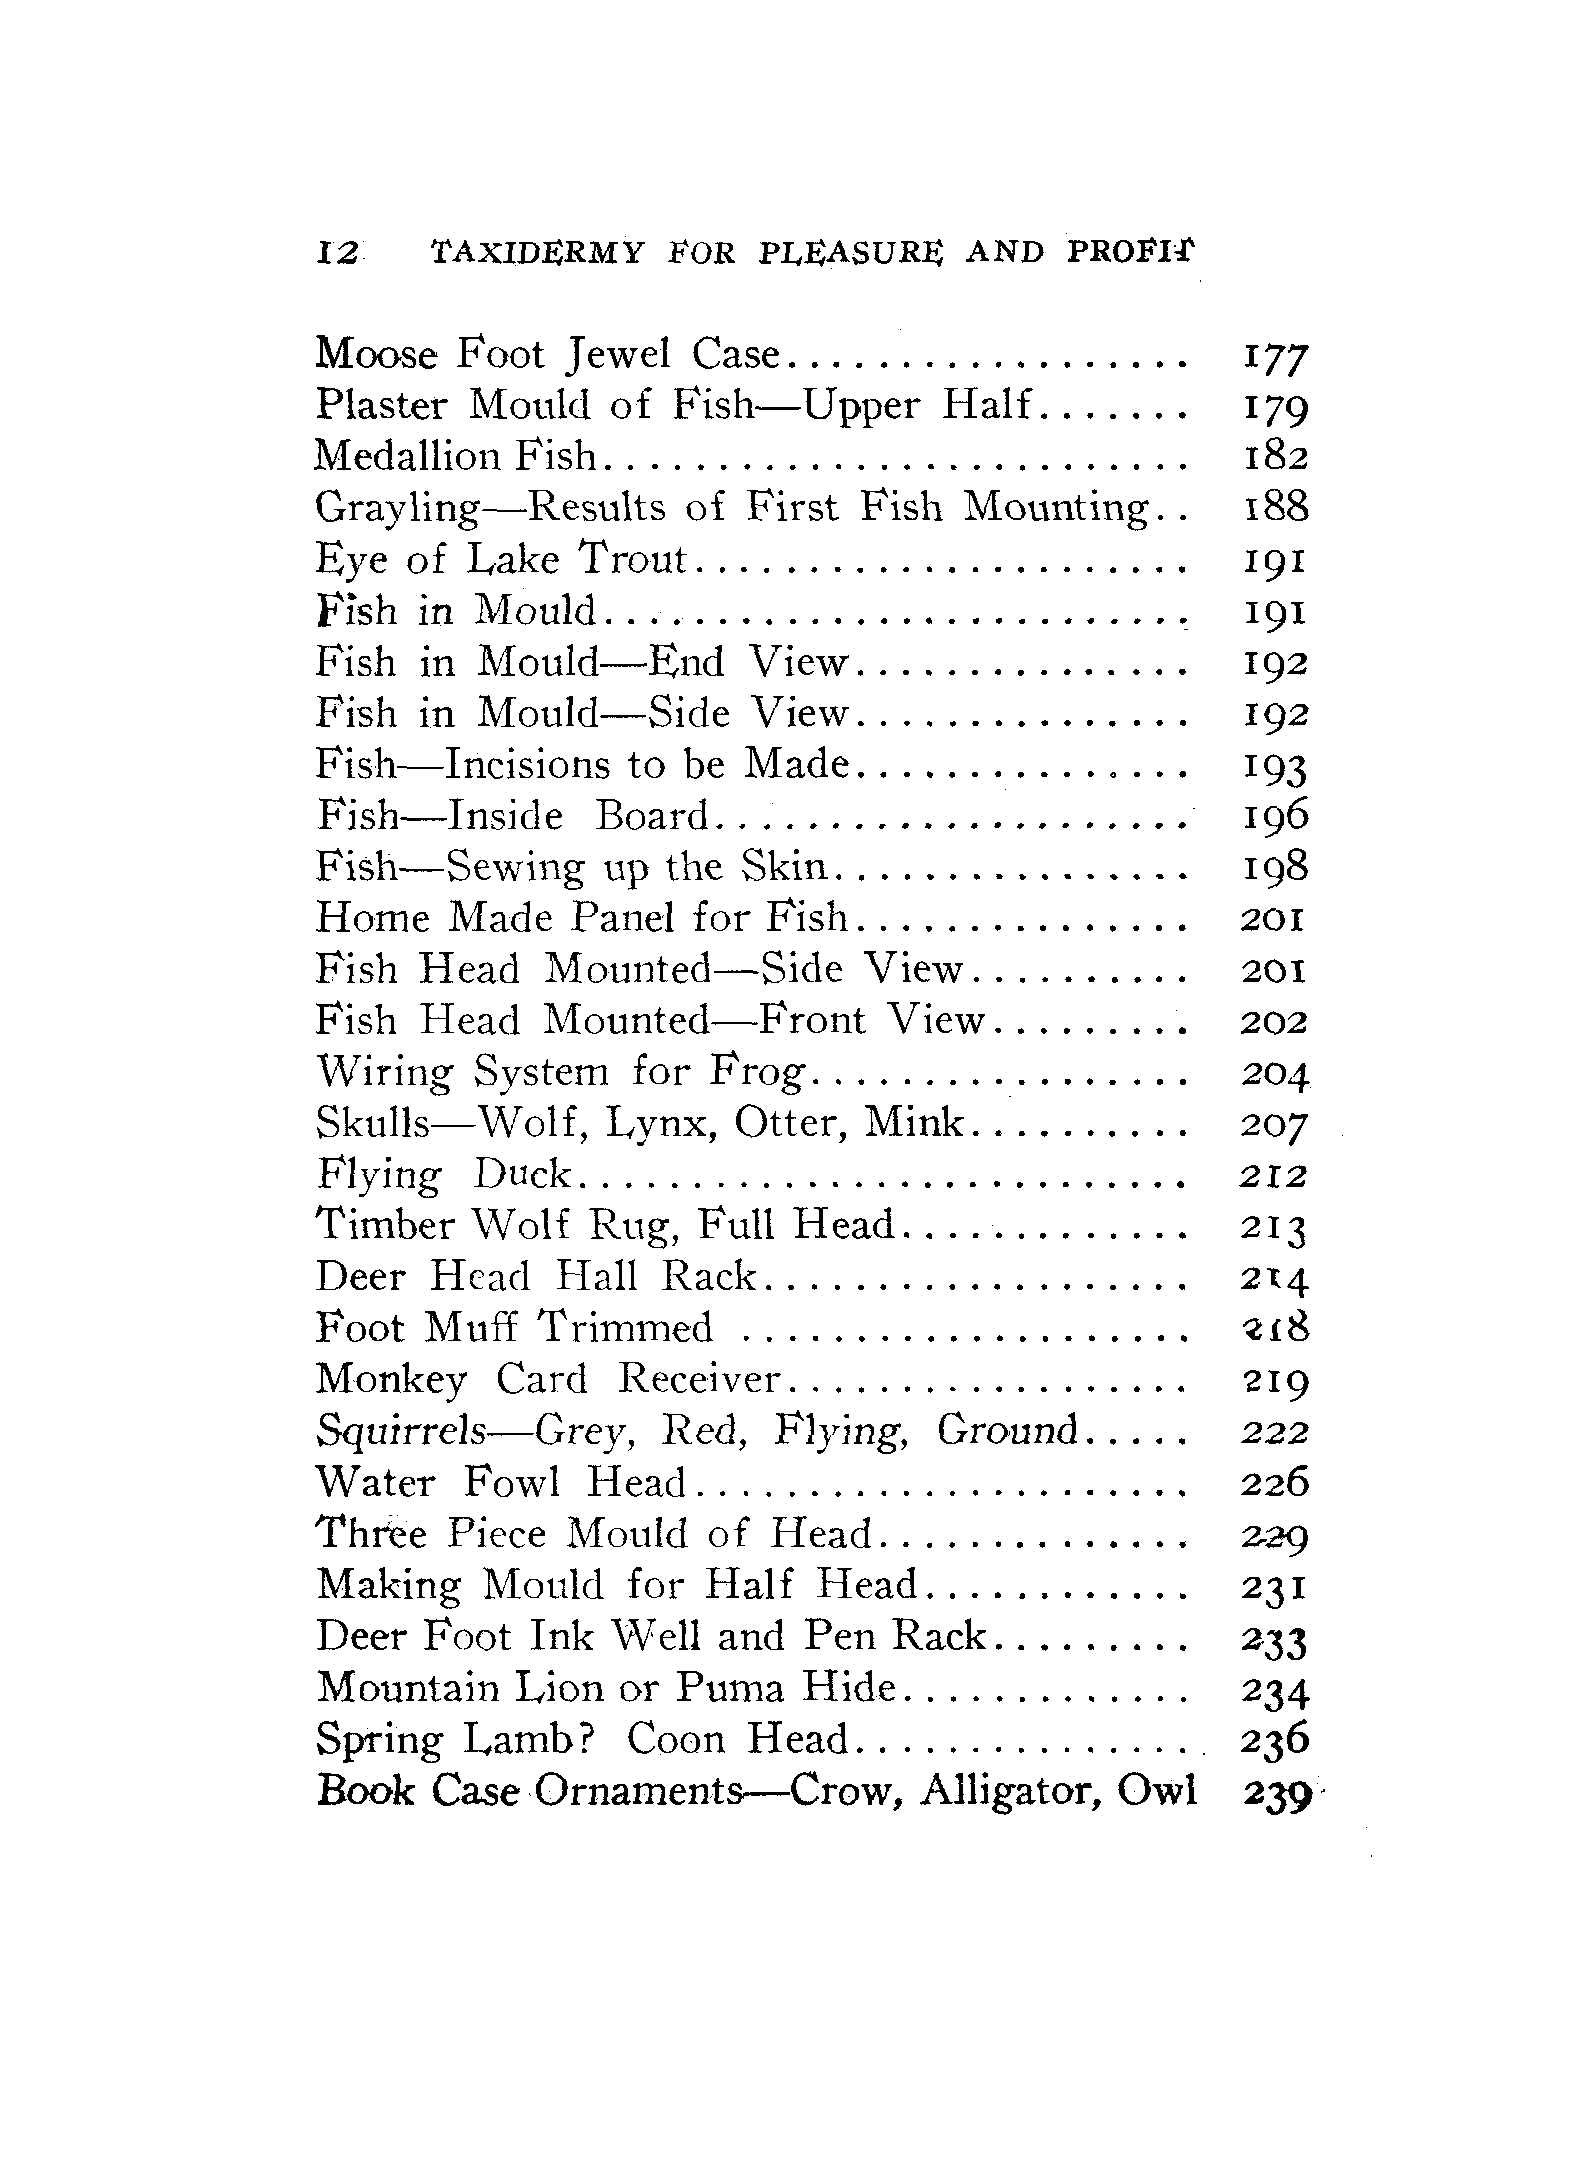 12 TAXIDERMY FOR PLEASURE AND PROFIT
Moose Foot Jewel Case.................. 177
Plaster Mould of Fish—Upper Half....... 179
Medallion Fish.......................... 182
Grayling—Results of First Fish Mounting.. 188
Eye of Lake Trout...................... 191
Fish in Mould.......................... 191
Fish in Mould—End View............... 192
Fish in Mould—Side View............... 192
Fish—Incisions to be Made............... 193
Fish—Inside Board..................... 196
Fish—Sewing up the Skin................ 198
Home Made Panel for Fish............... 201
Fish Head Mounted—Side View.......... 201
Fish Head Mounted—Front View......... 202
Wiring System for Frog................. 204
Skulls—Wolf, Lynx, Otter, Mink.......... 207
Flying Duck........................... 212
Timber Wolf Rug, Full Head............. 213
Deer Head Hall Rack................... 214
Foot Muff Trimmed .................... 218
Monkey Card Receiver.................. 219
Squirrels—Grey, Red, Flying, Ground..... 222
Water Fowl Head...................... 226
Three Piece Mould of Head.............. 229
Making Mould for Half Head............ 231
Deer Foot Ink Well and Pen Rack......... 233
Mountain Lion or Puma Hide............. 234
Spring Lamb? Coon Head................ 236
Book Case Ornaments—Crow, Alligator, Owl 239